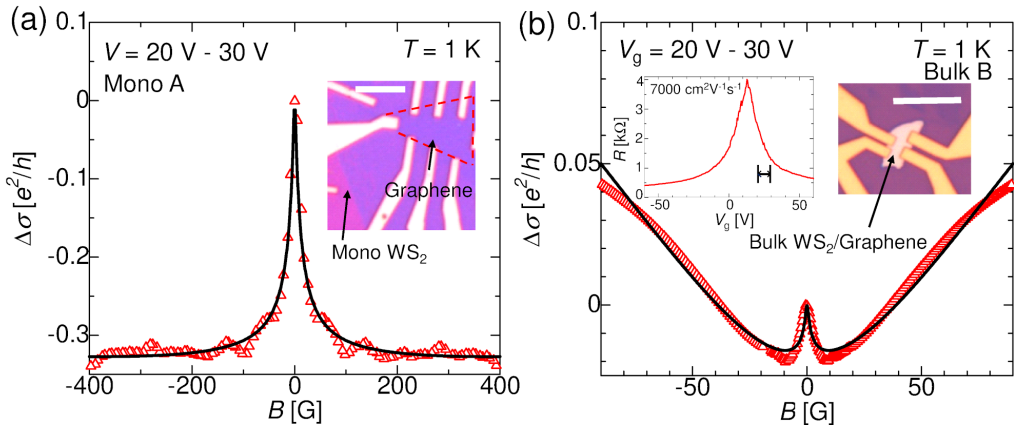 (a)
0.1
0
-0.1
-0.2
-0.3
Δσ [e²/h]
V = 20 V - 30 V
T = 1 K
Mono A
Graphene
Mono WS₂
-400
-200
0
200
400
B [G]
(b)
0.1
0.05
0
Δσ [e²/h]
V_g = 20 V - 30 V
T = 1 K
Bulk B
7000 cm²V⁻¹s⁻¹
4
3
2
1
0
R [kΩ]
-50
0
50
V_g [V]
Bulk WS₂/Graphene
-50
0
50
B [G]